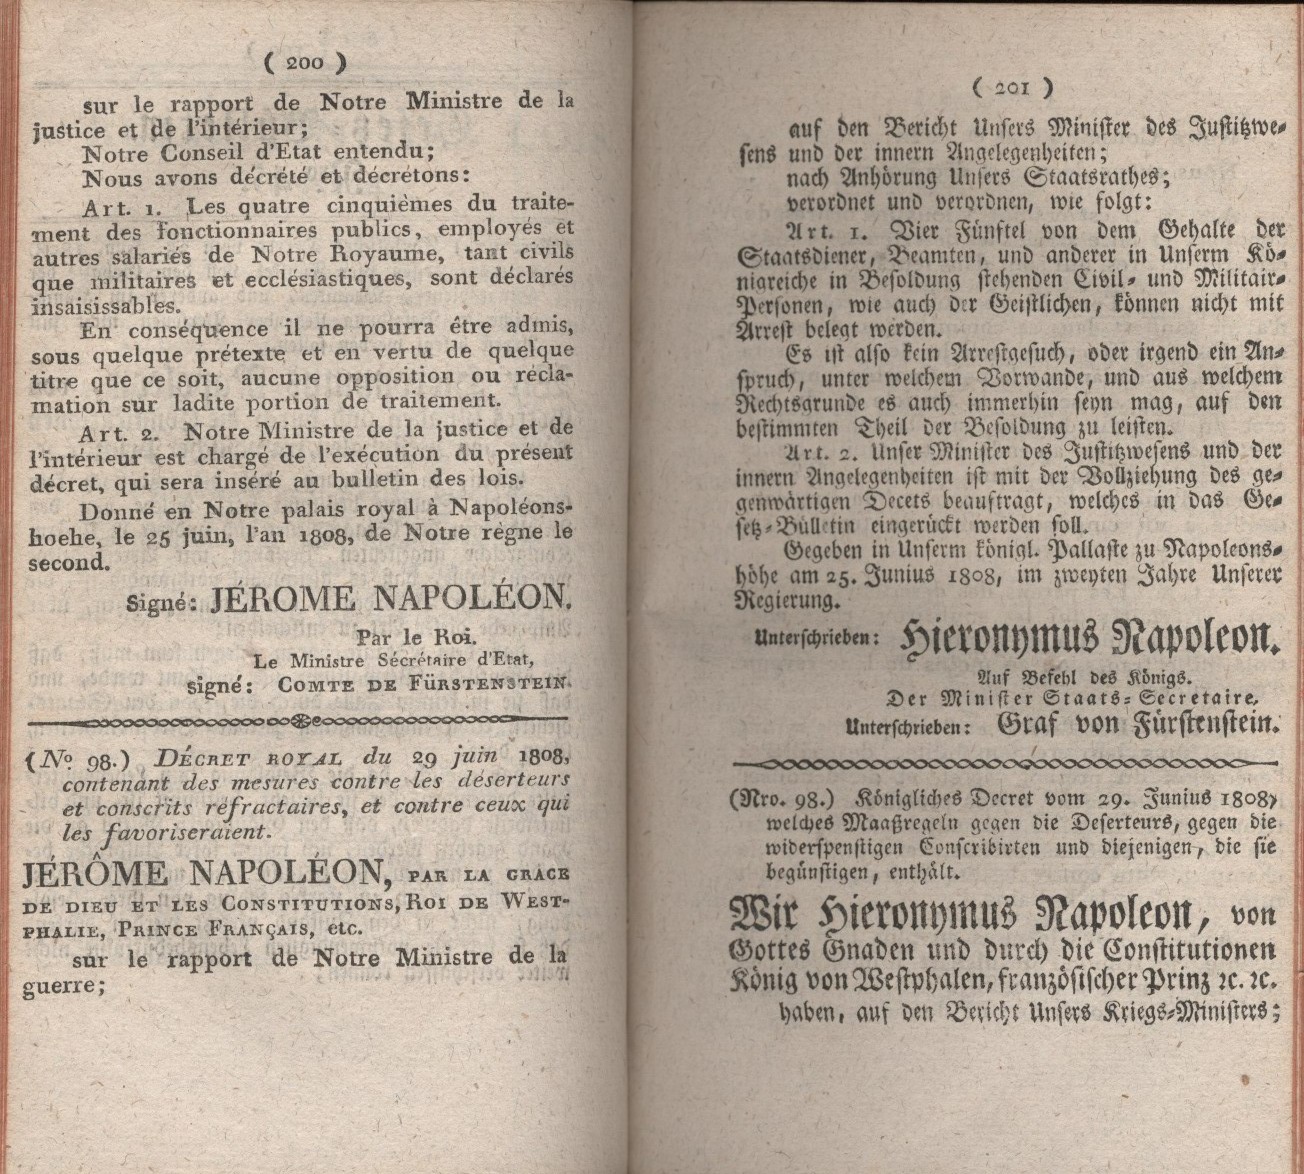 ( 200 )
sur le rapport de Notre Ministre de la
justice et de l'intérieur;
Notre Conseil d'Etat entendu;
Nous avons décrété et décrétons:
Art. 1. Les quatre cinquièmes du traite-
ment des fonctionnaires publics, employés et
autres salariés de Notre Royaume, tant civils
que militaires et ecclésiastiques, sont déclarés
insaisissables.
En conséquence il ne pourra être admis,
sous quelque prétexte et en vertu de quelque
titre que ce soit, aucune opposition ou récla-
mation sur ladite portion de traitement.
Art. 2. Notre Ministre de la justice et de
l'intérieur est chargé de l'exécution du présent
décret, qui sera inséré au bulletin des lois.
Donné en Notre palais royal à Napoléons-
hoehe, le 25 juin, l'an 1808, de Notre règne le
second.
Signé: JÉROME NAPOLÉON.
Par le Roi.
Le Ministre Sécrétaire d'Etat,
signé: COMTE DE FÜRSTENSTEIN.
(No 98.) DÉCRET ROYAL du 29 juin 1808,
contenant des mesures contre les déserteurs
et conscrits réfractaires, et contre ceux qui
les favoriseraient.
JÉRÔME NAPOLÉON, PAR LA GRACE
DE DIEU ET LES CONSTITUTIONS, ROI DE WEST-
PHALIE, PRINCE FRANÇAIS, etc.
sur le rapport de Notre Ministre de la
guerre;
( 201 )
auf den Bericht Unsers Minister des Justitzwe-
sens und der innern Angelegenheiten;
nach Anhörung Unsers Staatsrathes;
verordnet und verordnen, wie folgt:
Art. 1. Vier Fünftel von dem Gehalte der
Staatsdiener, Beamten, und anderer in Unserm Kö-
nigreiche in Besoldung stehenden Civil- und Militair-
Personen, wie auch der Geistlichen, können nicht mit
Arrest belegt werden.
Es ist also kein Arrestgesuch, oder irgend ein An-
spruch, unter welchem Vorwande, und aus welchem
Rechtsgrunde es auch immerhin seyn mag, auf den
bestimmten Theil der Besoldung zu leisten.
Art. 2. Unser Minister des Justitzwesens und der
innern Angelegenheiten ist mit der Vollziehung des ge-
genwärtigen Decets beauftragt, welches in das Ge-
setz-Bülletin eingerückt werden soll.
Gegeben in Unserm königl. Pallaste zu Napoleons-
höhe am 25. Junius 1808, im zweyten Jahre Unserer
Regierung.
Unterschrieben: Hieronymus Napoleon.
Auf Befehl des Königs.
Der Minister Staats-Secretaire,
Unterschrieben: Graf von Fürstenstein.
(Nro. 98.) Königliches Decret vom 29. Junius 1808,
welches Maaßregeln gegen die Deserteurs, gegen die
widerspenstigen Conscribirten und diejenigen, die sie
begünstigen, enthält.
Wir Hieronymus Napoleon, von
Gottes Gnaden und durch die Constitutionen
König von Westphalen, französischer Prinz ꝛc. ꝛc.
haben, auf den Bericht Unsers Kriegs-Ministers;